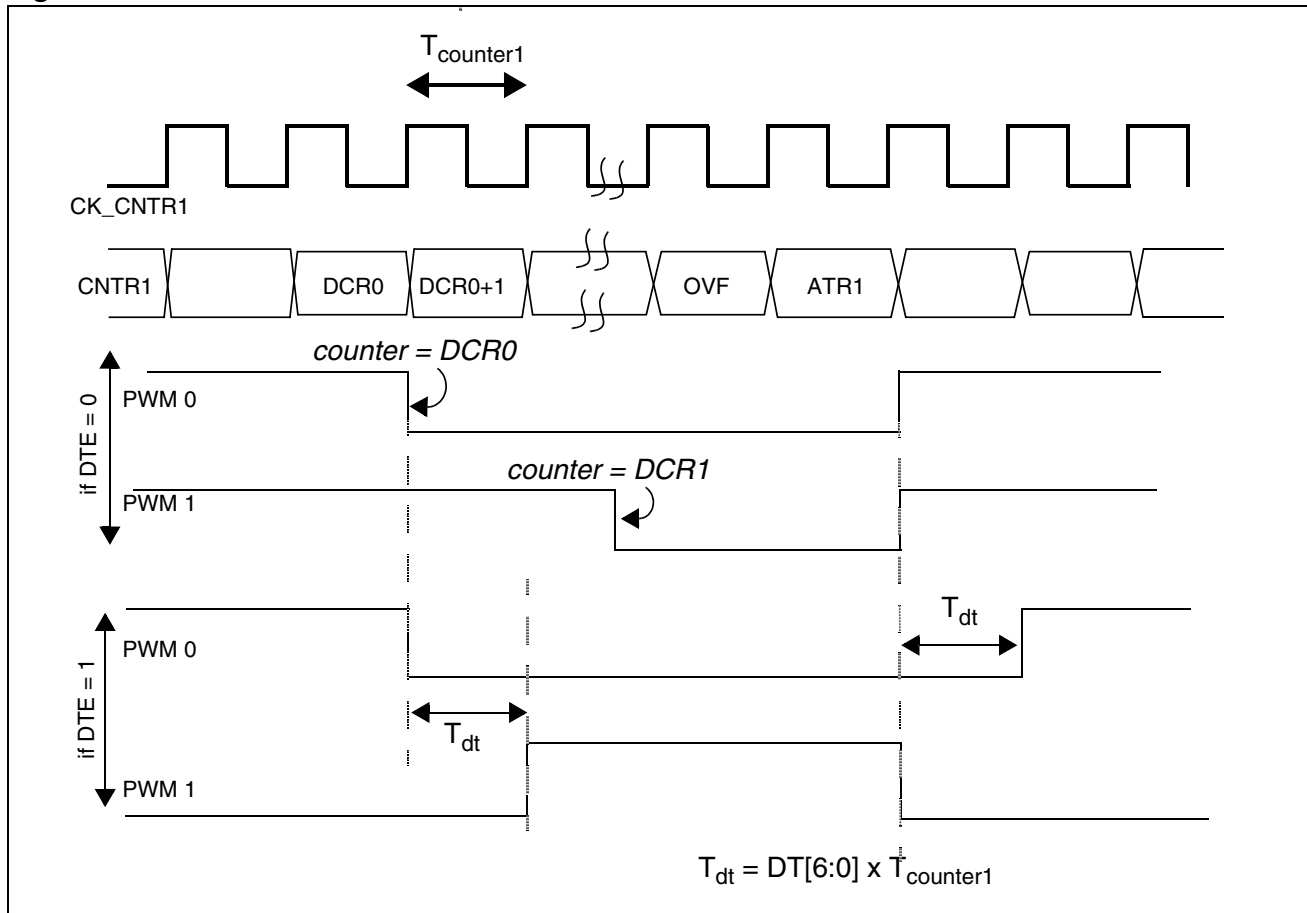 T counter1
CK_CNTR1
CNTR1 DCR0 DCR0+1 OVF ATR1
counter = DCR0
if DTE = 0
PWM 0
counter = DCR1
PWM 1
if DTE = 1
PWM 0
Tdt
Tdt
PWM 1
Tdt = DT[6:0] x Tcounter1